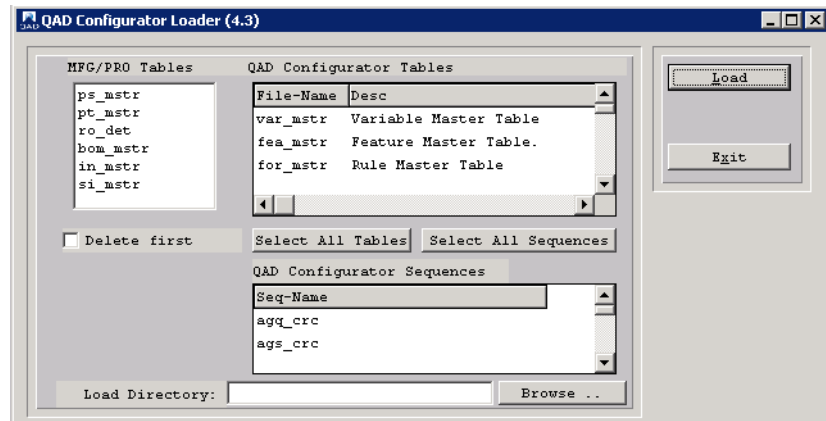 QAD Configurator Loader (4.3)
MFG/PRO Tables
ps_mstr
pt_mstr
ro_det
bom_mstr
in_mstr
si_mstr
QAD Configurator Tables
File-Name Desc
var_mstr Variable Master Table
fea_mstr Feature Master Table.
for_mstr Rule Master Table
Load
Exit
Delete first
Select All Tables
Select All Sequences
QAD Configurator Sequences
Seq-Name
agq_crc
ags_crc
Load Directory:
Browse ..